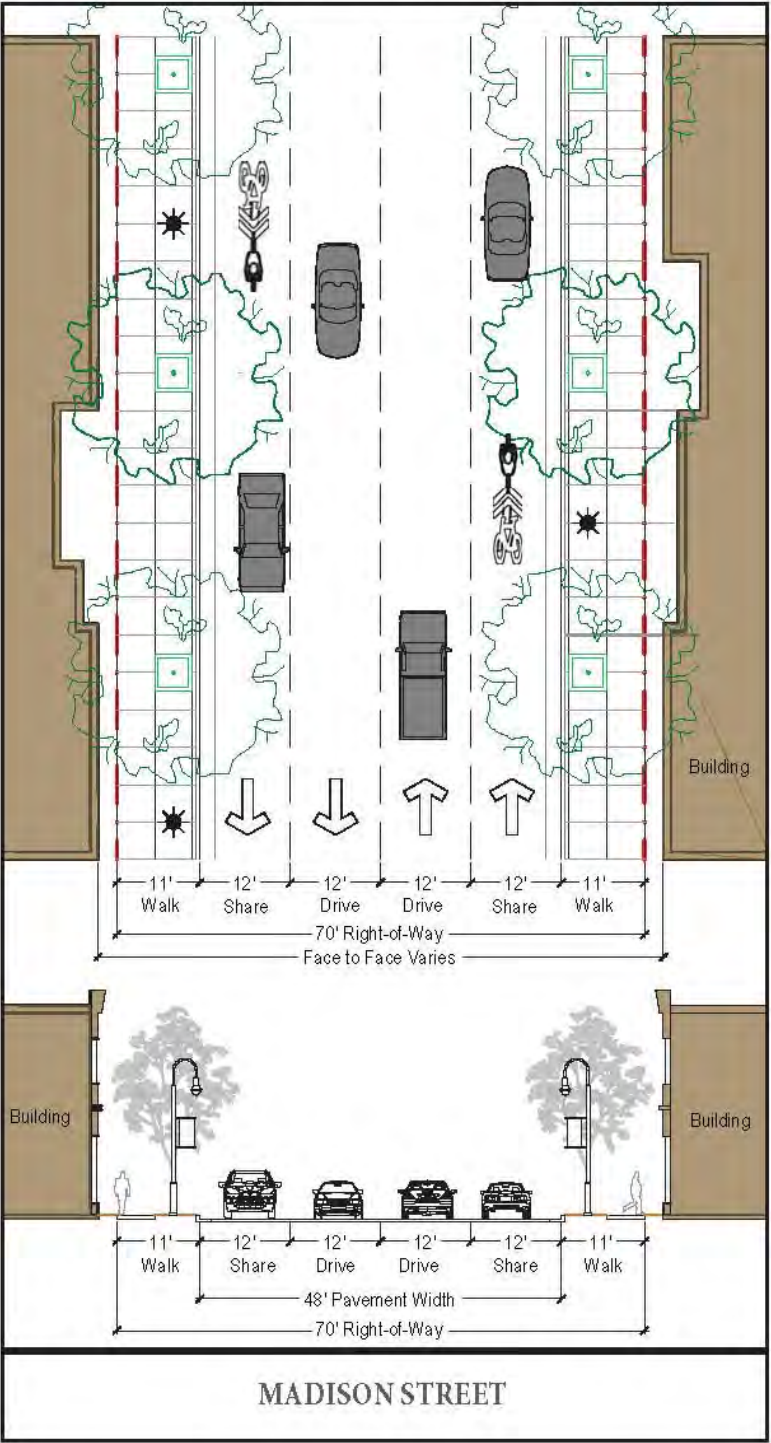 Building
11' 12' 12' 12' 12' 11'
Walk Share Drive Drive Share Walk
70' Right-of-Way
Face to Face Varies
Building Building
11' 12' 12' 12' 12' 11'
Walk Share Drive Drive Share Walk
48' Pavement Width
70' Right-of-Way
MADISON STREET